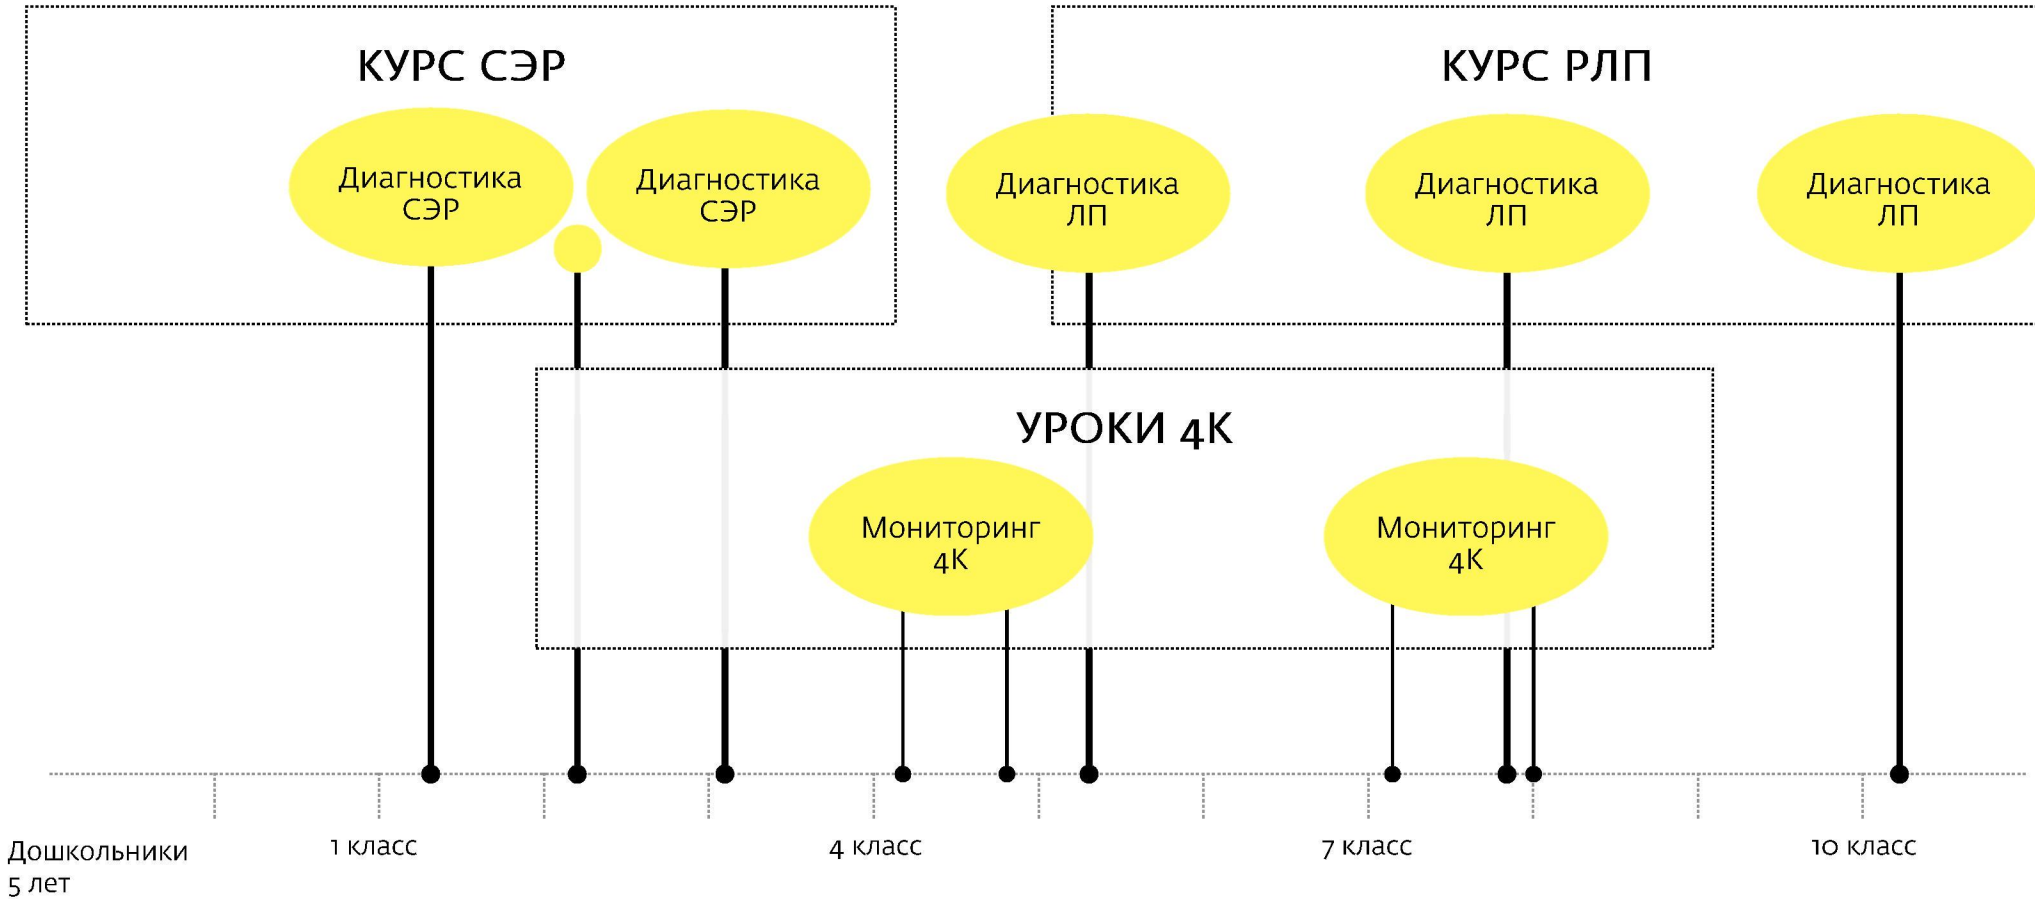 КУРС СЭР
КУРС РЛП
Диагностика
СЭР
Диагностика
СЭР
Диагностика
ЛП
Диагностика
ЛП
Диагностика
ЛП
УРОКИ 4К
Мониторинг
4К
Мониторинг
4К
Дошкольники
5 лет
1 класс
4 класс
7 класс
10 класс